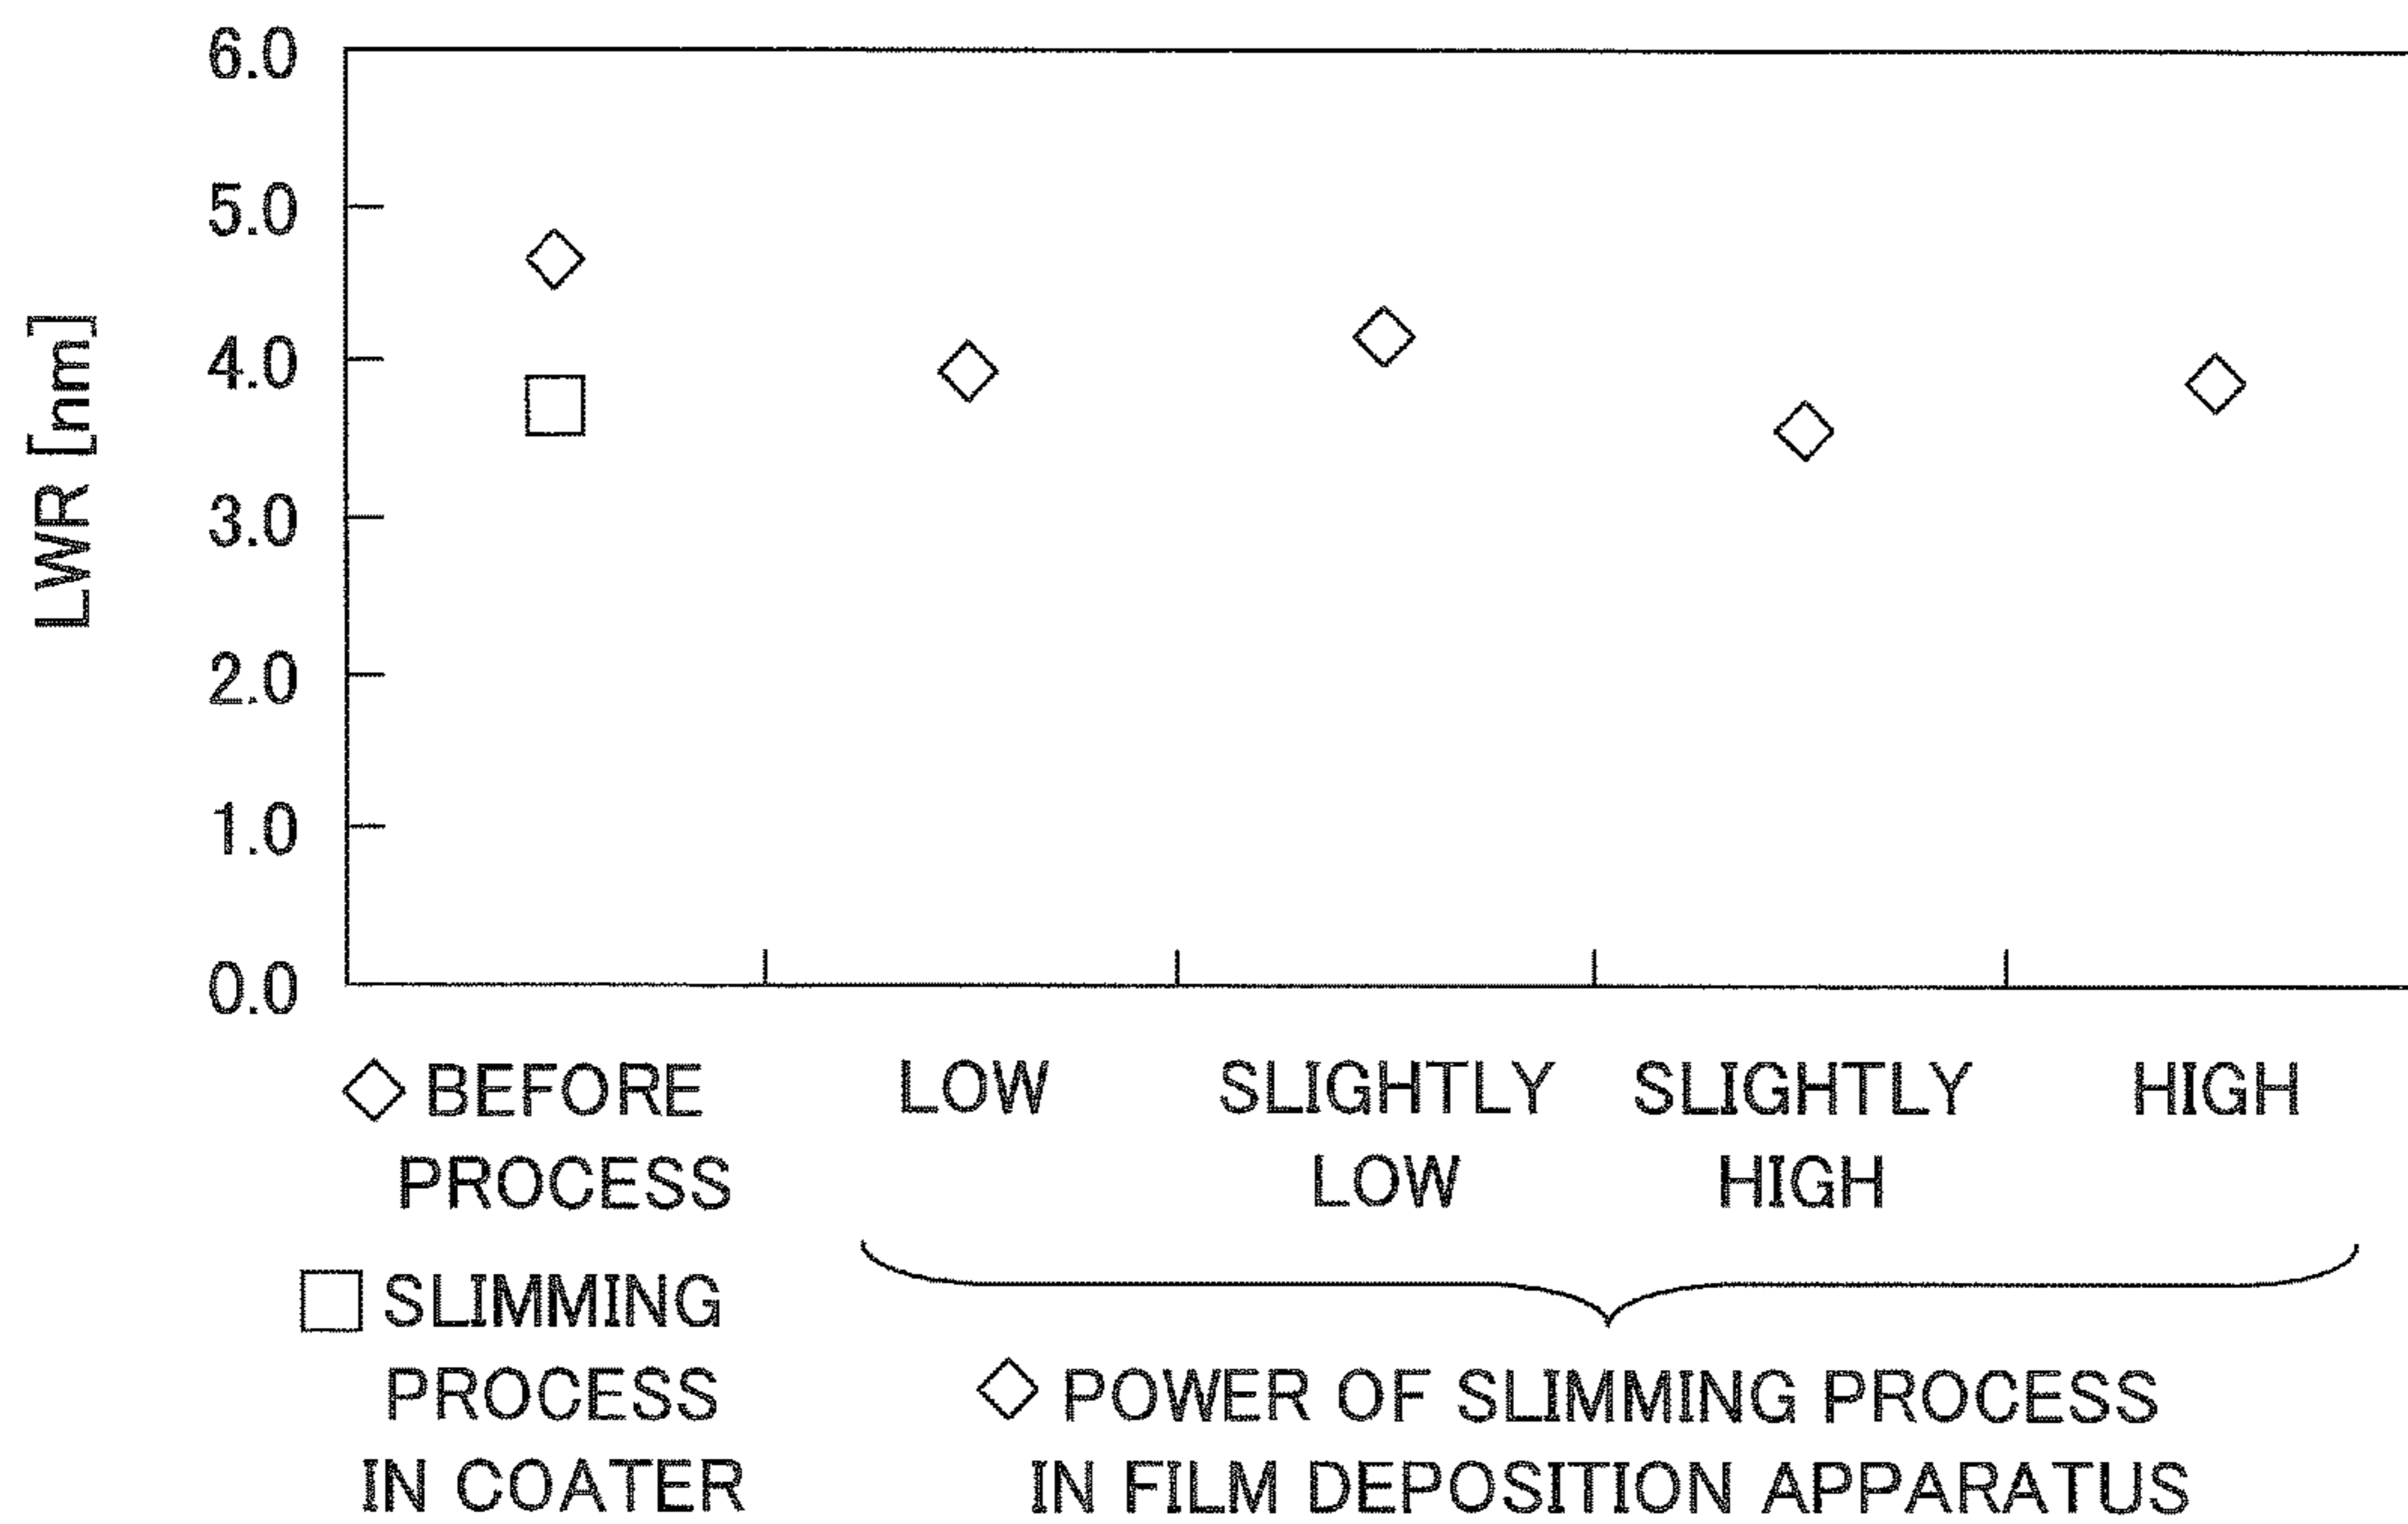 LWR [nm]
6.0
5.0
4.0
3.0
2.0
1.0
0.0
BEFORE
PROCESS
SLIMMING
PROCESS
IN COATER
LOW
SLIGHTLY
LOW
SLIGHTLY
HIGH
HIGH
POWER OF SLIMMING PROCESS
IN FILM DEPOSITION APPARATUS